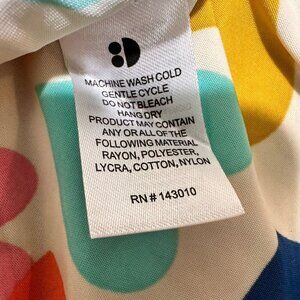 MACHINE WASH COLD
GENTLE CYCLE
DO NOT BLEACH
HANG DRY
PRODUCT MAY CONTAIN
ANY OR ALL OF THE
FOLLOWING MATERIAL
RAYON, POLYESTER,
LYCRA, COTTON, NYLON
RN # 143010